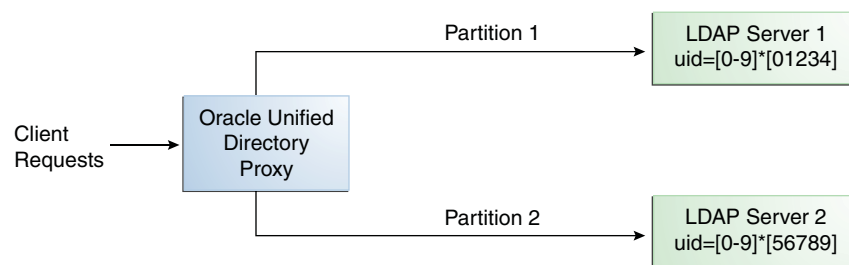 Partition 1
LDAP Server 1
uid=[0-9]*[01234]
Client
Requests
Oracle Unified
Directory
Proxy
Partition 2
LDAP Server 2
uid=[0-9]*[56789]